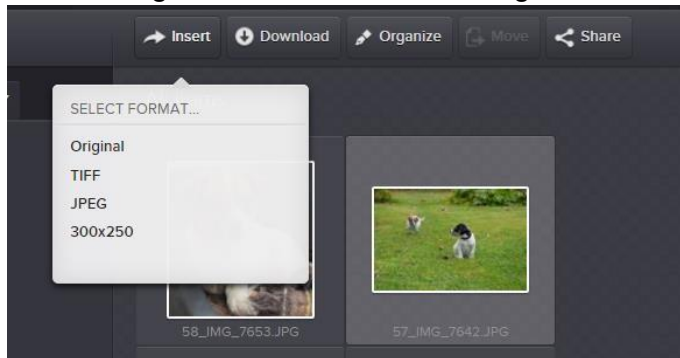 Insert Download Organize Move Share
SELECT FORMAT...
Original
TIFF
JPEG
300x250
58_IMG_7653.JPG 57_IMG_7642.JPG